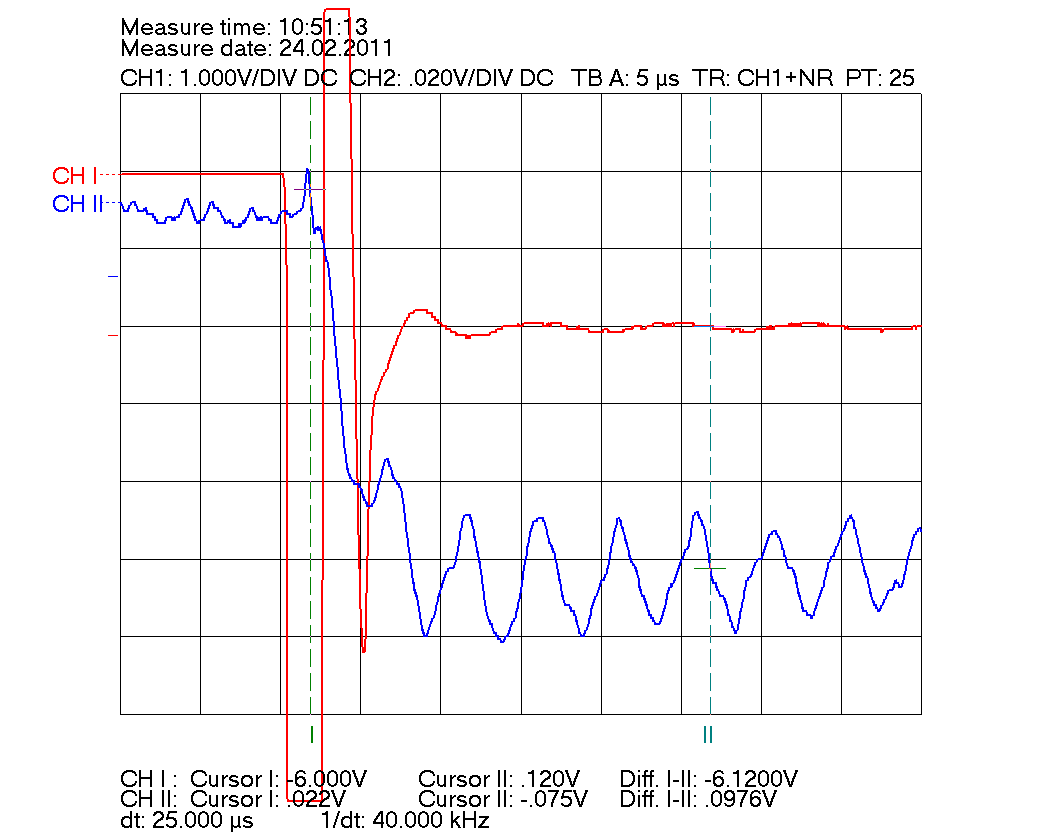 Measure time: 10:51:13
Measure date: 24.02.2011
CH1: 1.000V/DIV DC CH2: .020V/DIV DC TB A: 5 µs TR: CH1+NR PT: 25
CH I
CH II
I
II
CH I : Cursor I: -6.000V Cursor II: .120V Diff. I-II: -6.1200V
CH II: Cursor I: .022V Cursor II: -.075V Diff. I-II: .0976V
dt: 25.000 µs 1/dt: 40.000 kHz